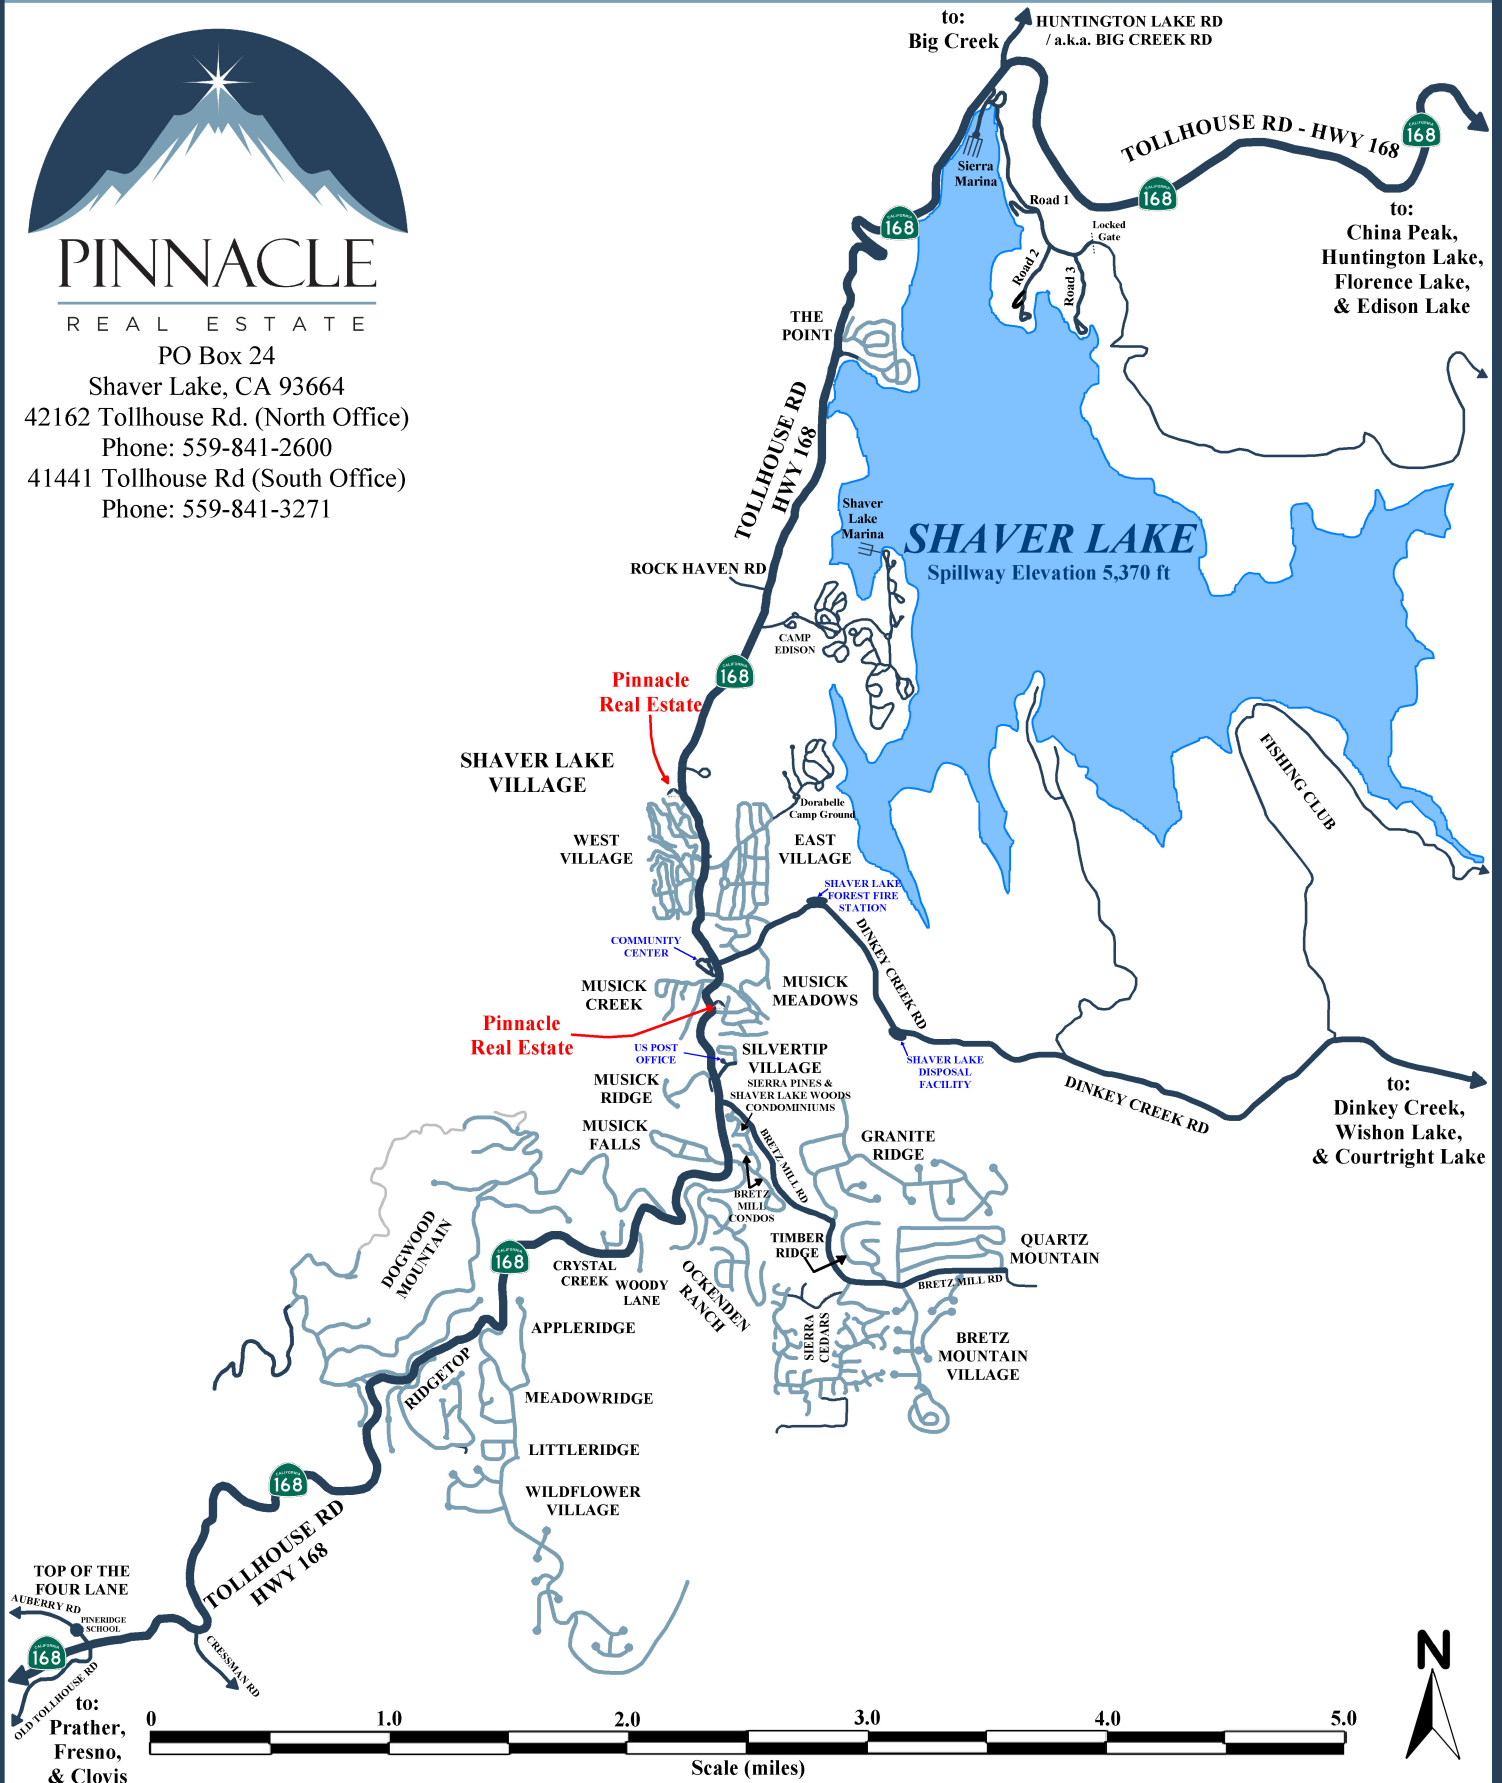 to:
Big Creek
HUNTINGTON LAKE RD
/ a.k.a. BIG CREEK RD
PINNACLE
REAL ESTATE
PO Box 24
Shaver Lake, CA 93664
42162 Tollhouse Rd. (North Office)
Phone: 559-841-2600
41441 Tollhouse Rd (South Office)
Phone: 559-841-3271
TOLLHOUSE RD - HWY 168
CALIFORNIA
168
CALIFORNIA
168
CALIFORNIA
168
Sierra
Marina
Road 1
Road 2
Road 3
Locked
Gate
to:
China Peak,
Huntington Lake,
Florence Lake,
& Edison Lake
THE
POINT
TOLLHOUSE RD
HWY 168
Shaver
Lake
Marina
SHAVER LAKE
Spillway Elevation 5,370 ft
ROCK HAVEN RD
CAMP
EDISON
CALIFORNIA
168
Pinnacle
Real Estate
SHAVER LAKE
VILLAGE
FISHING CLUB
Dorabelle
Camp Ground
WEST
VILLAGE
EAST
VILLAGE
SHAVER LAKE
FOREST FIRE
STATION
COMMUNITY
CENTER
DINKEY CREEK RD
MUSICK
CREEK
MUSICK
MEADOWS
Pinnacle
Real Estate
US POST
OFFICE
SILVERTIP
VILLAGE
SIERRA PINES &
SHAVER LAKE WOODS
CONDOMINIUMS
SHAVER LAKE
DISPOSAL
FACILITY
MUSICK
RIDGE
DINKEY CREEK RD
to:
Dinkey Creek,
Wishon Lake,
& Courtright Lake
MUSICK
FALLS
BRETZ MILL RD
GRANITE
RIDGE
BRETZ
MILL
CONDOS
DOGWOOD
MOUNTAIN
TIMBER
RIDGE
QUARTZ
MOUNTAIN
CALIFORNIA
168
CRYSTAL
CREEK
WOODY
LANE
OCKENDEN
RANCH
BRETZ MILL RD
APPLERIDGE
SIERRA
CEDARS
BRETZ
MOUNTAIN
VILLAGE
RIDGETOP
MEADOWRIDGE
LITTLERIDGE
CALIFORNIA
168
WILDFLOWER
VILLAGE
TOLLHOUSE RD
HWY 168
TOP OF THE
FOUR LANE
AUBERRY RD
PINERIDGE
SCHOOL
CALIFORNIA
168
CRESSMAN RD
OLD TOLLHOUSE RD
to:
Prather,
Fresno,
& Clovis
N
0 1.0 2.0 3.0 4.0 5.0
Scale (miles)